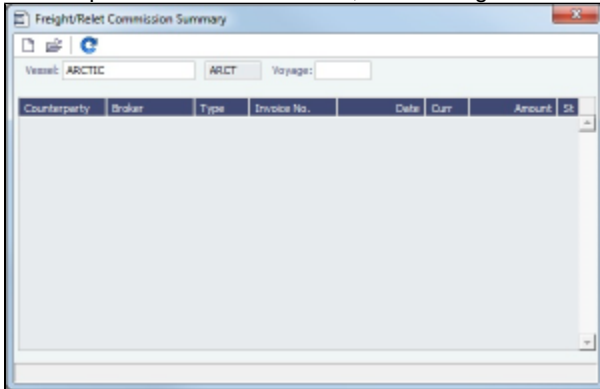 Freight/Relet Commission Summary
Vessel: ARCTIC ARCT Voyage:
Counterparty Broker Type Invoice No. Date Curr Amount St